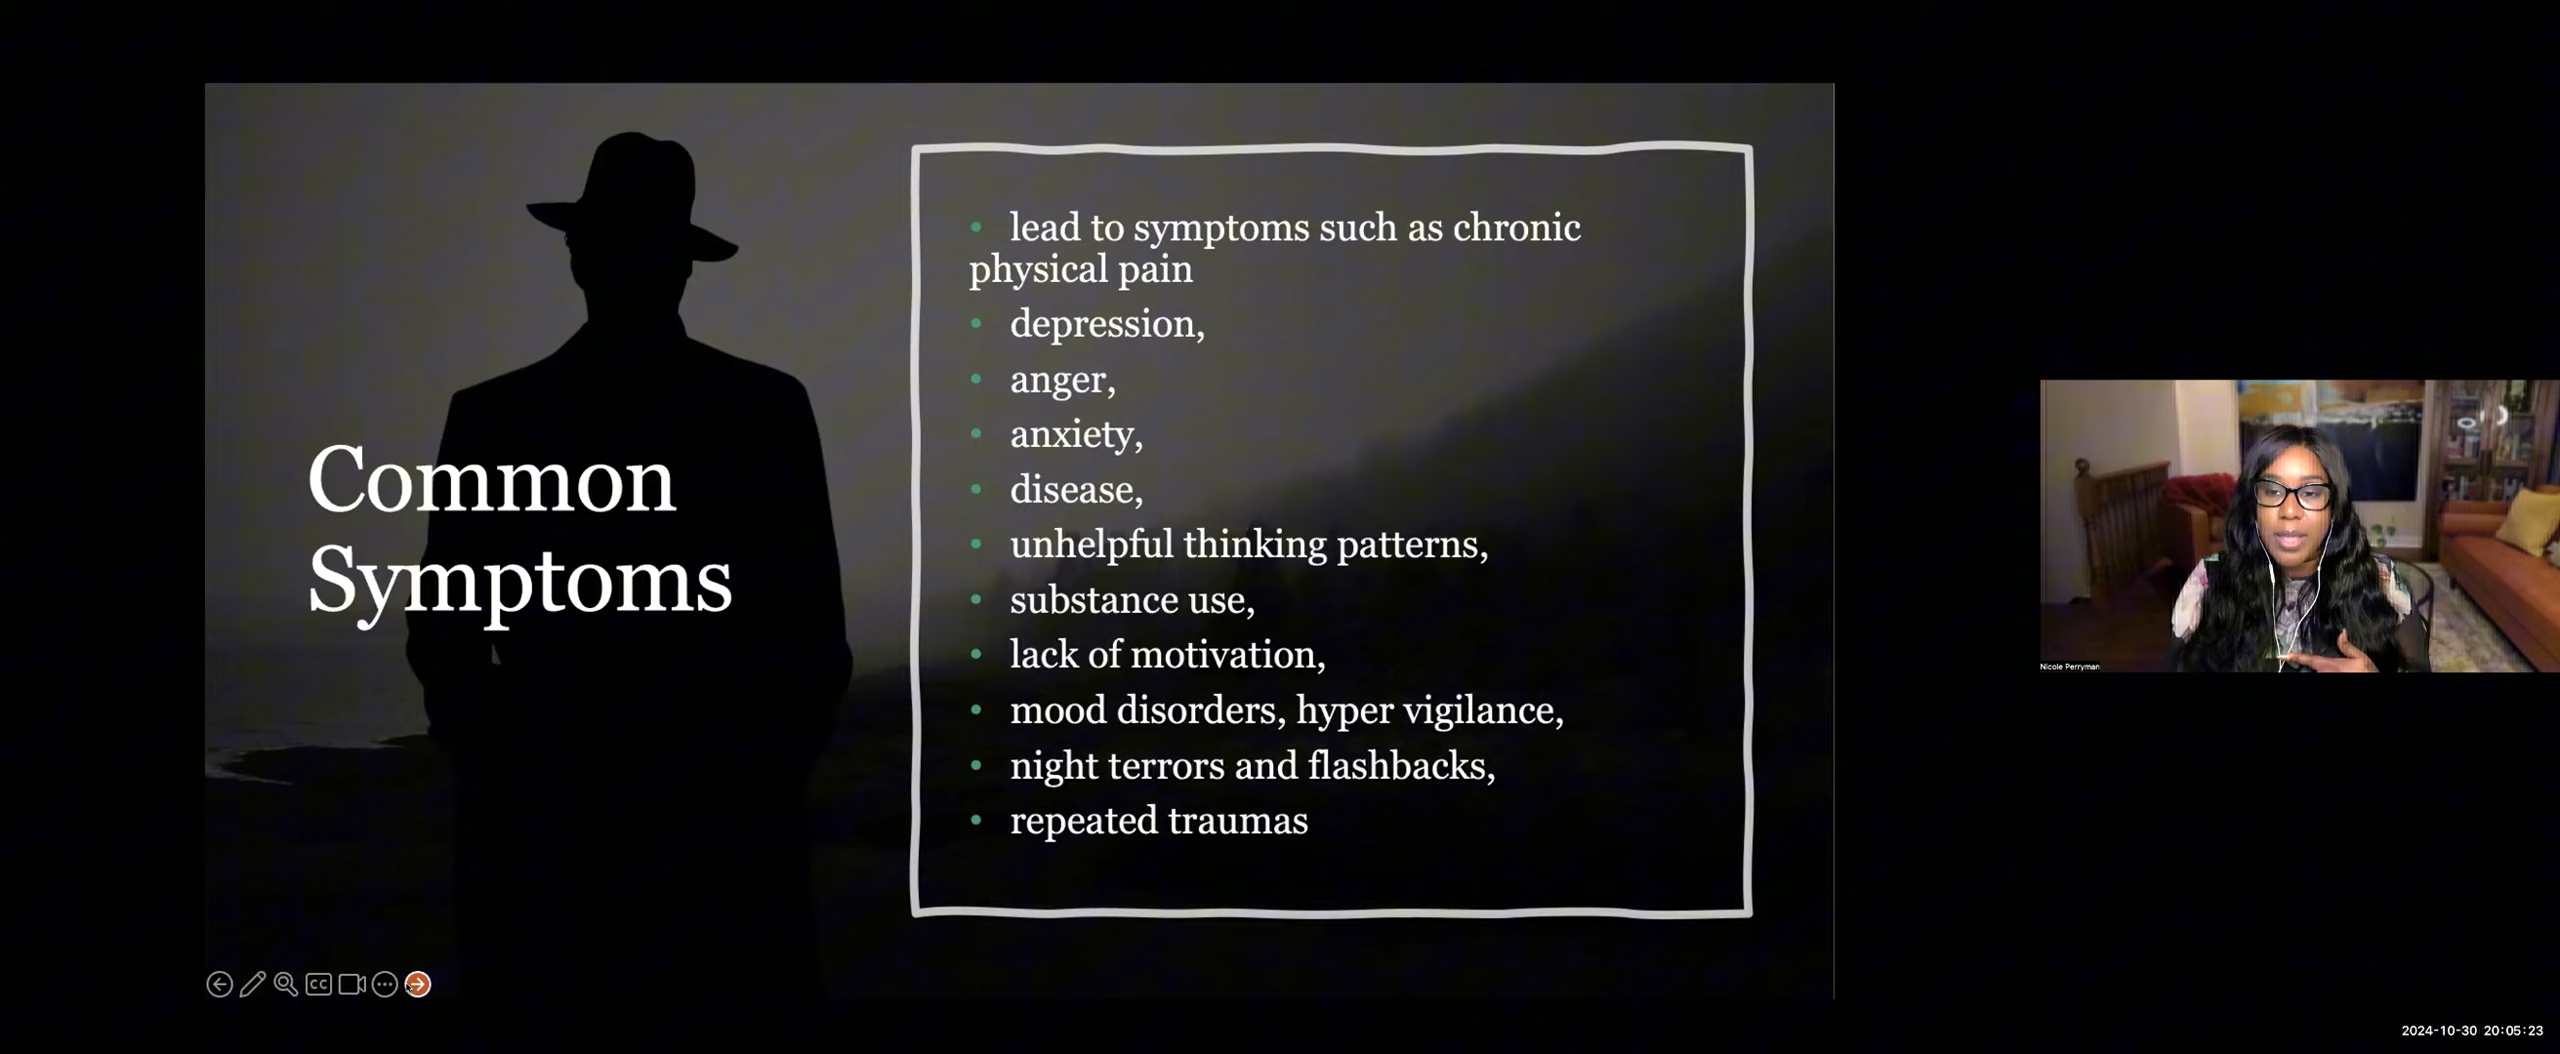 Common
Symptoms
• lead to symptoms such as chronic
physical pain
• depression,
• anger,
• anxiety,
• disease,
• unhelpful thinking patterns,
• substance use,
• lack of motivation,
• mood disorders, hyper vigilance,
• night terrors and flashbacks,
• repeated traumas
CC
Nicole Perryman
2024-10-30 20:05:23